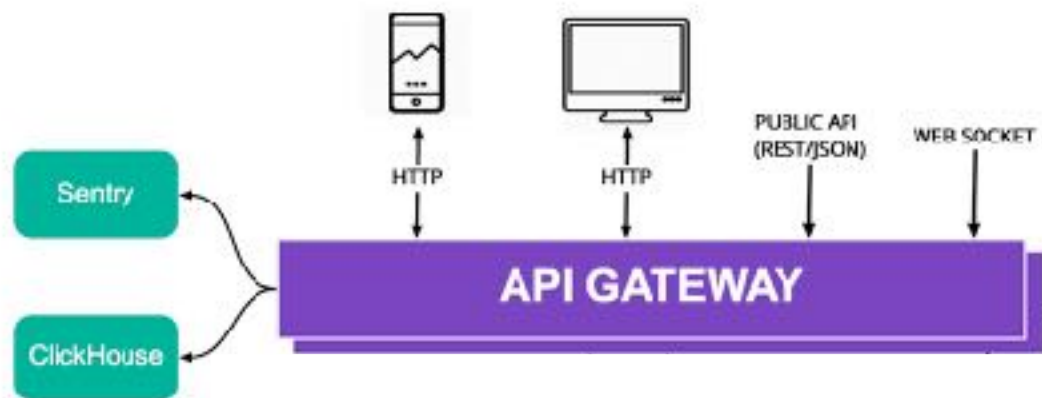 PUBLIC API
(REST/JSON)
WEB SOCKET
HTTP
HTTP
Sentry
API GATEWAY
ClickHouse